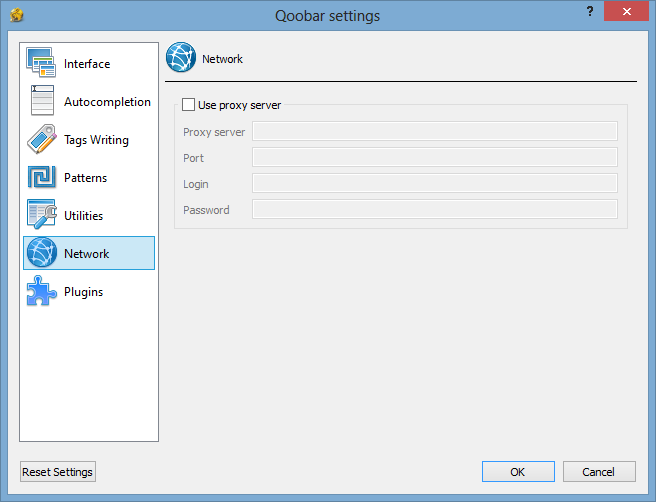 Qoobar settings
?
Interface
Autocompletion
Tags Writing
Patterns
Utilities
Network
Plugins
Network
Use proxy server
Proxy server
Port
Login
Password
Reset Settings
OK
Cancel